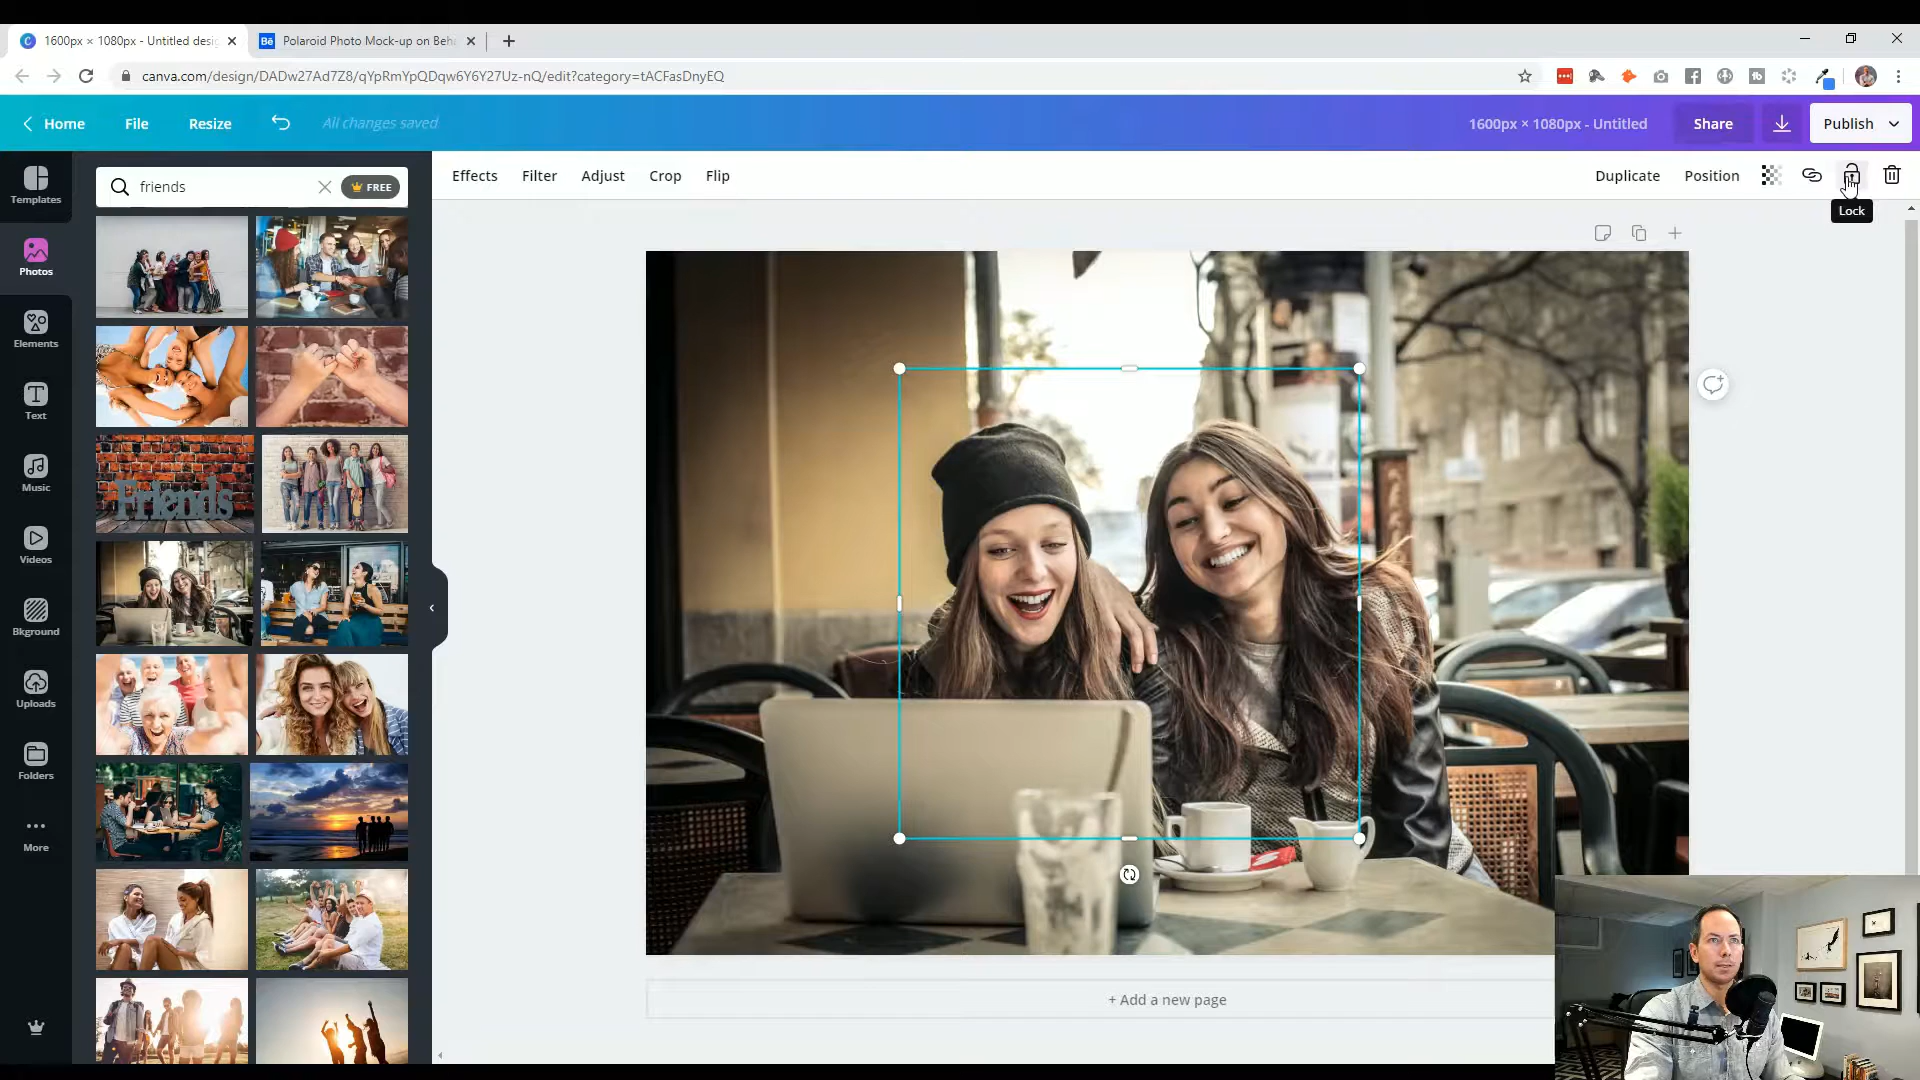 1600px × 1080px - Untitled desig
Bē Polaroid Photo Mock-up on Beh
canva.com/design/DADw27Ad7Z8/qYpRmYpQDqw6Y6Y27Uz-nQ/edit?category=tACFasDnyEQ
Home File Resize All changes saved 1600px × 1080px - Untitled Share Publish
Effects Filter Adjust Crop Flip Duplicate Position
Lock
friends FREE
Templates
Photos
Elements
Text
Music
Videos
Bkground
Uploads
Folders
More
Friends
+ Add a new page